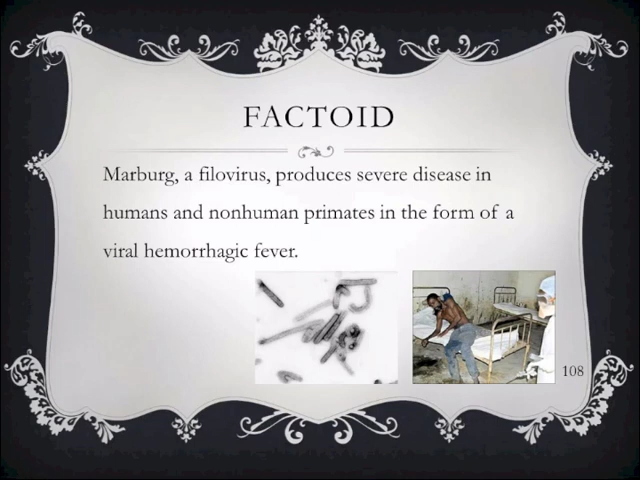 FACTOID
Marburg, a filovirus, produces severe disease in
humans and nonhuman primates in the form of a
viral hemorrhagic fever.
108